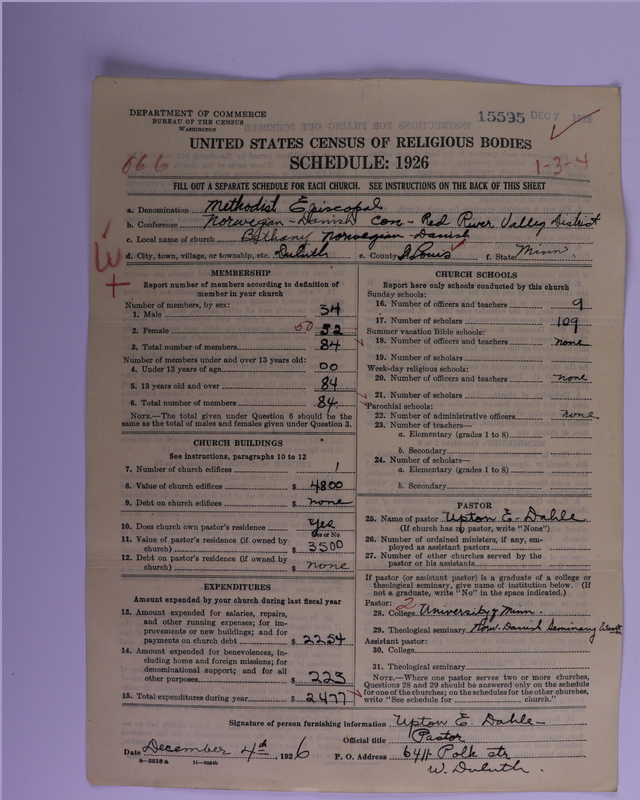 DEPARTMENT OF COMMERCE
BUREAU OF THE CENSUS
WASHINGTON
15595 DEC 7
UNITED STATES CENSUS OF RELIGIOUS BODIES
866
SCHEDULE: 1926
1-3-4
FILL OUT A SEPARATE SCHEDULE FOR EACH CHURCH. SEE INSTRUCTIONS ON THE BACK OF THIS SHEET
a. Denomination Methodist Episcopal
b. Conference Norwegian-Danish Con- Red River Valley District
c. Local name of church Bethany Norwegian-Danish
d. City, town, village, or township, etc. Duluth e. County St Louis f. State Minn
MEMBERSHIP
Report number of members according to definition of
member in your church
Number of members, by sex:
1. Male 34
2. Female 50 52
3. Total number of members 84
Number of members under and over 13 years old:
4. Under 13 years of age 00
5. 13 years old and over 84
6. Total number of members 84
NOTE.—The total given under Question 6 should be the
same as the total of males and females given under Question 3.
CHURCH BUILDINGS
See instructions, paragraphs 10 to 12
7. Number of church edifices 1
8. Value of church edifices $ 4800
9. Debt on church edifices $ none
10. Does church own pastor's residence Yes
Yes or No
11. Value of pastor's residence (if owned by
church) $ 3500
12. Debt on pastor's residence (if owned by
church) $ none
EXPENDITURES
Amount expended by your church during last fiscal year
13. Amount expended for salaries, repairs,
and other running expenses; for im-
provements or new buildings; and for
payments on church debt $ 2254
14. Amount expended for benevolences, in-
cluding home and foreign missions; for
denominational support; and for all
other purposes $ 223
15. Total expenditures during year $ 2477
CHURCH SCHOOLS
Report here only schools conducted by this church
Sunday schools:
16. Number of officers and teachers 9
17. Number of scholars 109
Summer vacation Bible schools:
18. Number of officers and teachers none
19. Number of scholars
Week-day religious schools:
20. Number of officers and teachers none
21. Number of scholars
Parochial schools:
22. Number of administrative officers none
23. Number of teachers—
a. Elementary (grades 1 to 8)
b. Secondary
24. Number of scholars—
a. Elementary (grades 1 to 8)
b. Secondary
PASTOR
25. Name of pastor Upton E. Dahle
(If church has no pastor, write "None")
26. Number of ordained ministers, if any, em-
ployed as assistant pastors
27. Number of other churches served by the
pastor or his assistants
If pastor (or assistant pastor) is a graduate of a college or
theological seminary, give name of institution below. (If
not a graduate, write "No" in the space indicated.)
Pastor: 2
28. College University of Minn.
29. Theological seminary Norw. Danish Seminary
Assistant pastor:
30. College
31. Theological seminary
NOTE.—Where one pastor serves two or more churches,
Questions 28 and 29 should be answered only on the schedule
for one of the churches; on the schedules for the other churches,
write "See schedule for church."
Signature of person furnishing information Upton E. Dahle
Official title Pastor
Date December 4th, 1926 P. O. Address 6411 Polk str
W. Duluth.
8—5518a 11—9084b